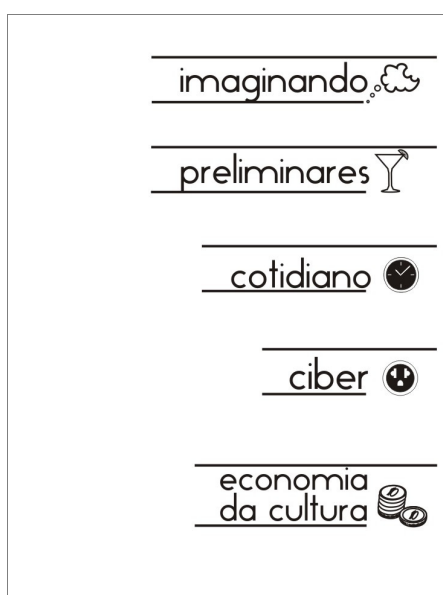 imaginando
preliminares
cotidiano
ciber
economia
da cultura